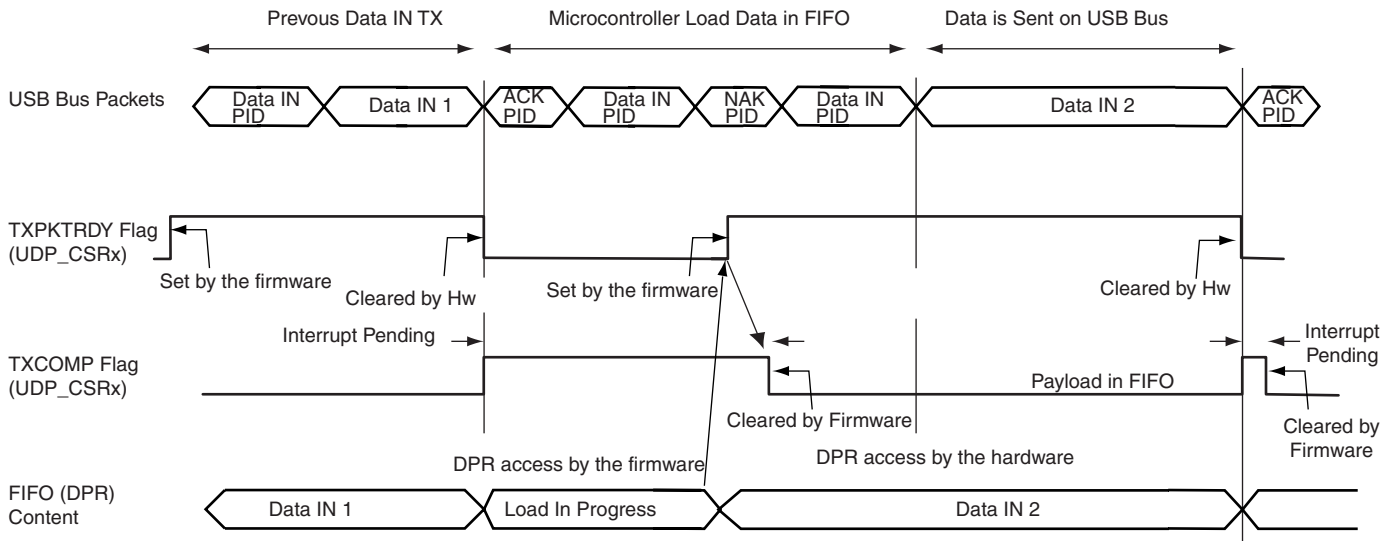 Prevous Data IN TX
Microcontroller Load Data in FIFO
Data is Sent on USB Bus
USB Bus Packets
Data IN
PID
Data IN 1
ACK
PID
Data IN
PID
NAK
PID
Data IN
PID
Data IN 2
ACK
PID
TXPKTRDY Flag
(UDP_CSRx)
Set by the firmware
Cleared by Hw
Set by the firmware
Cleared by Hw
Interrupt Pending
Interrupt
Pending
TXCOMP Flag
(UDP_CSRx)
Payload in FIFO
Cleared by Firmware
Cleared by
Firmware
DPR access by the firmware
DPR access by the hardware
FIFO (DPR)
Content
Data IN 1
Load In Progress
Data IN 2